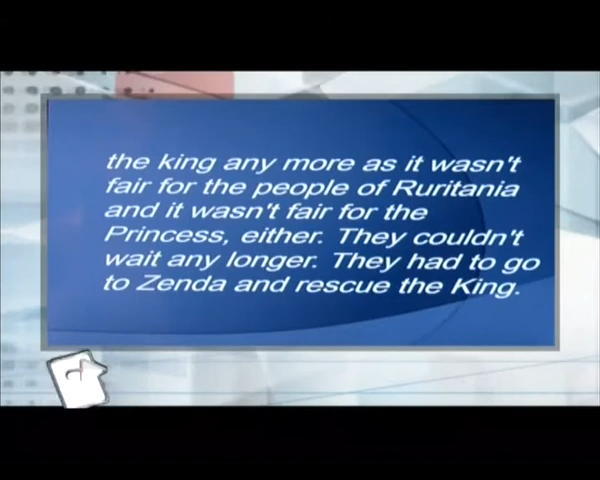 the king any more as it wasn't
fair for the people of Ruritania
and it wasn't fair for the
Princess, either. They couldn't
wait any longer. They had to go
to Zenda and rescue the King.